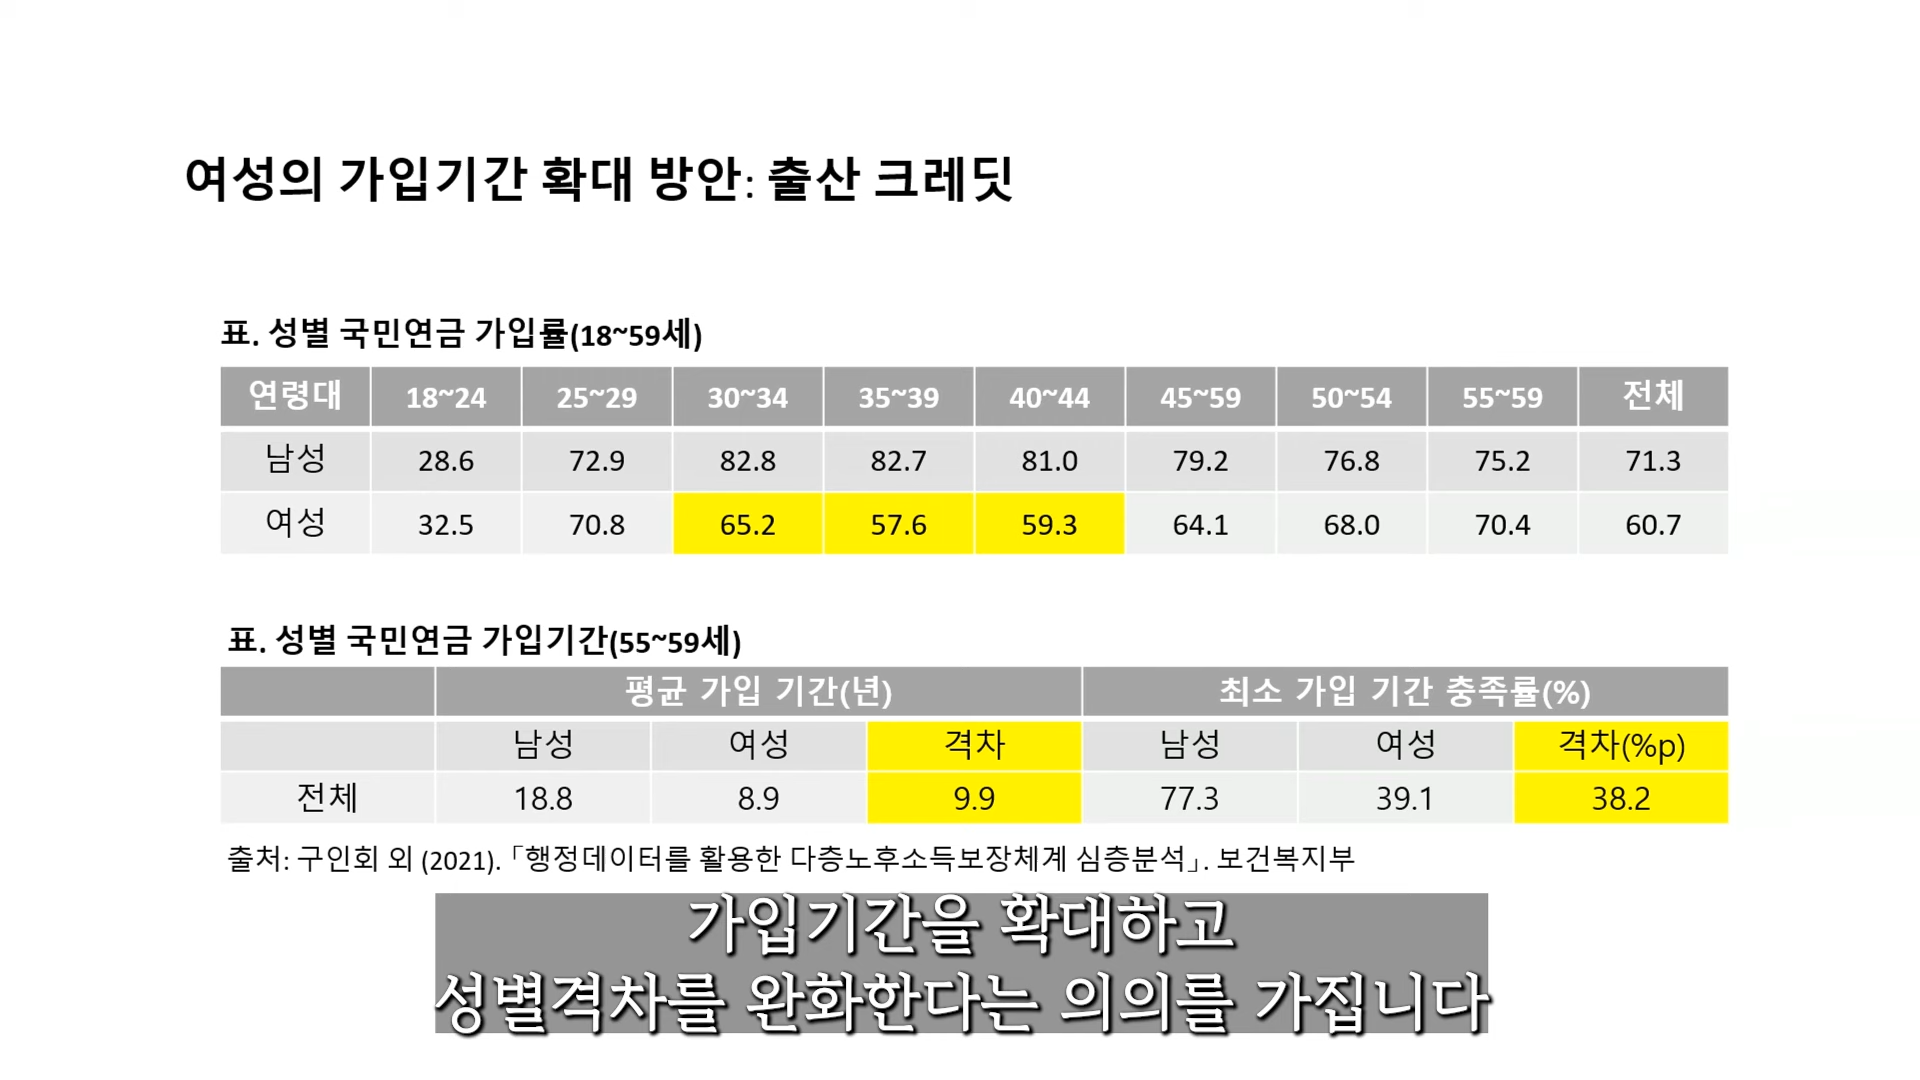 여성의 가입기간 확대 방안: 출산 크레딧
표. 성별 국민연금 가입률(18~59세)
연령대 18~24 25~29 30~34 35~39 40~44 45~59 50~54 55~59 전체
남성 28.6 72.9 82.8 82.7 81.0 79.2 76.8 75.2 71.3
여성 32.5 70.8 65.2 57.6 59.3 64.1 68.0 70.4 60.7
표. 성별 국민연금 가입기간(55~59세)
평균 가입 기간(년) 최소 가입 기간 충족률(%)
남성 여성 격차 남성 여성 격차(%p)
전체 18.8 8.9 9.9 77.3 39.1 38.2
출처: 구인회 외 (2021). 「행정데이터를 활용한 다층노후소득보장체계 심층분석」. 보건복지부
가입기간을 확대하고
성별격차를 완화한다는 의의를 가집니다